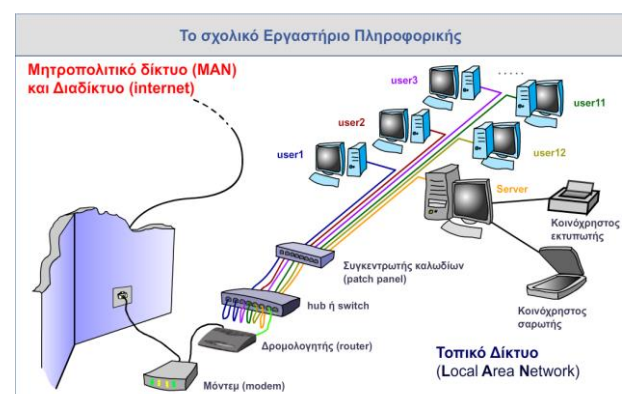 Το σχολικό Εργαστήριο Πληροφορικής
Μητροπολιτικό δίκτυο (MAN)
και Διαδίκτυο (internet)
user3
.....
user11
user2
user1
user12
Server
Κοινόχρηστος
εκτυπωτής
Συγκεντρωτής καλωδίων
(patch panel)
hub ή switch
Κοινόχρηστος
σαρωτής
Δρομολογητής (router)
Τοπικό Δίκτυο
(Local Area Network)
Μόντεμ (modem)